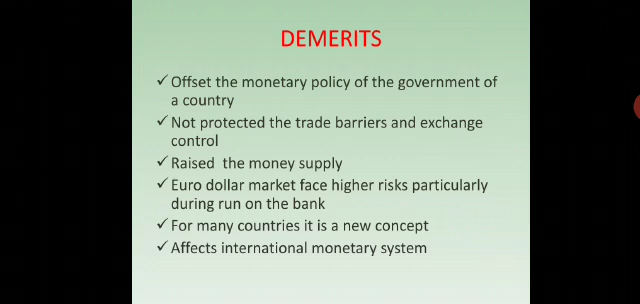 DEMERITS
✓ Offset the monetary policy of the government of
a country
✓ Not protected the trade barriers and exchange
control
✓ Raised the money supply
✓ Euro dollar market face higher risks particularly
during run on the bank
✓ For many countries it is a new concept
✓ Affects international monetary system